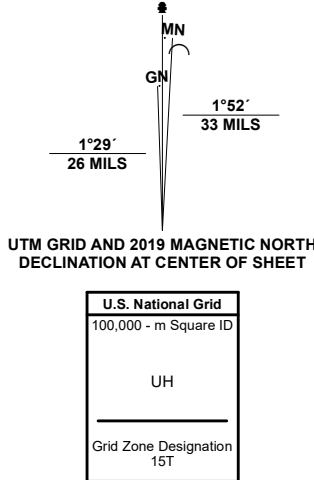 MN
GN
1°52´
33 MILS
1°29´
26 MILS
UTM GRID AND 2019 MAGNETIC NORTH
DECLINATION AT CENTER OF SHEET
U.S. National Grid
100,000 - m Square ID
UH
Grid Zone Designation
15T